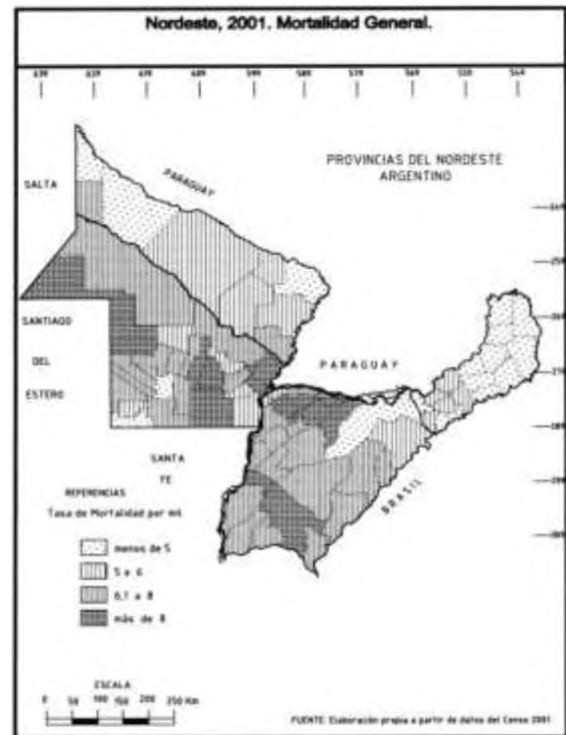 Nordeste, 2001. Mortalidad General.
PROVINCIAS DEL NORDESTE
ARGENTINO
SALTA
PARAGUAY
SANTIAGO
DEL
ESTERO
PARAGUAY
SANTA
FE
BRASIL
REFERENCIAS
Tasa de Mortalidad por mil
menos de 5
5 a 6
6,1 a 8
más de 8
ESCALA
0 50 100 150 200 250 Km
FUENTE: Elaboración propia a partir de datos del Censo 2001